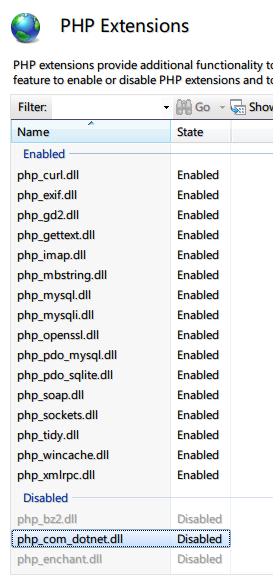 PHP Extensions
PHP extensions provide additional functionality to
feature to enable or disable PHP extensions and to
Filter: Go Show
Name State
Enabled
php_curl.dll Enabled
php_exif.dll Enabled
php_gd2.dll Enabled
php_gettext.dll Enabled
php_imap.dll Enabled
php_mbstring.dll Enabled
php_mysql.dll Enabled
php_mysqli.dll Enabled
php_openssl.dll Enabled
php_pdo_mysql.dll Enabled
php_pdo_sqlite.dll Enabled
php_soap.dll Enabled
php_sockets.dll Enabled
php_tidy.dll Enabled
php_wincache.dll Enabled
php_xmlrpc.dll Enabled
Disabled
php_bz2.dll Disabled
php_com_dotnet.dll Disabled
php_enchant.dll Disabled